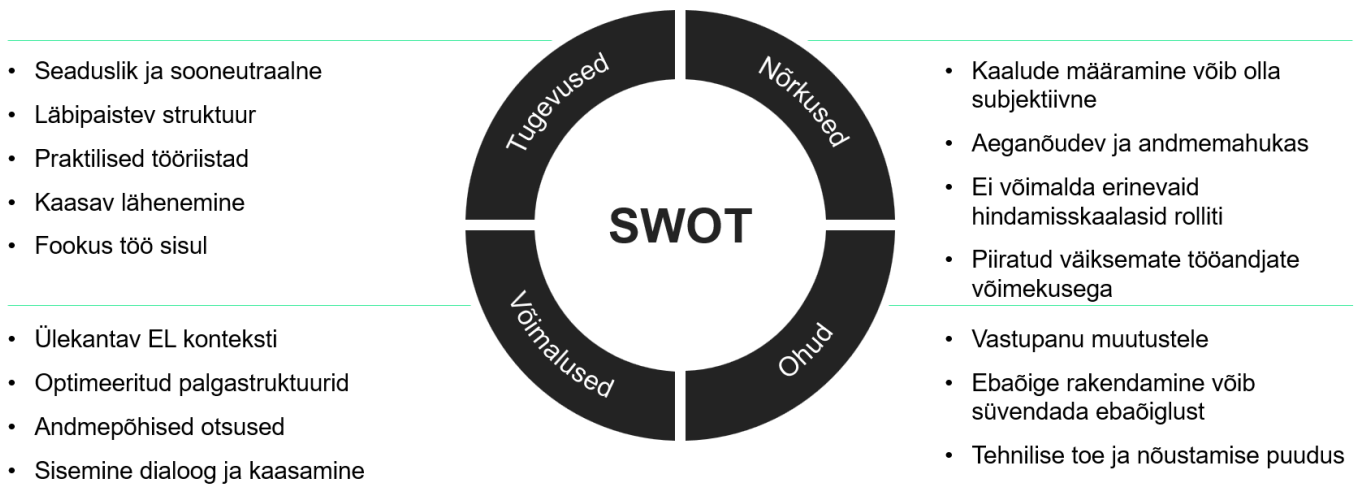 Tugevused
• Seaduslik ja sooneutraalne
• Läbipaistev struktuur
• Praktilised tööriistad
• Kaasav lähenemine
• Fookus töö sisul
Nõrkused
• Kaalude määramine võib olla
subjektiivne
• Aeganõudev ja andmemahukas
• Ei võimalda erinevaid
hindamisskaalasid rolliti
• Piiratud väiksemate tööandjate
võimekusega
SWOT
Võimalused
• Ülekantav EL konteksti
• Optimeeritud palgastruktuurid
• Andmepõhised otsused
• Sisemine dialoog ja kaasamine
Ohud
• Vastupanu muutustele
• Ebaõige rakendamine võib
süvendada ebaõiglust
• Tehnilise toe ja nõustamise puudus